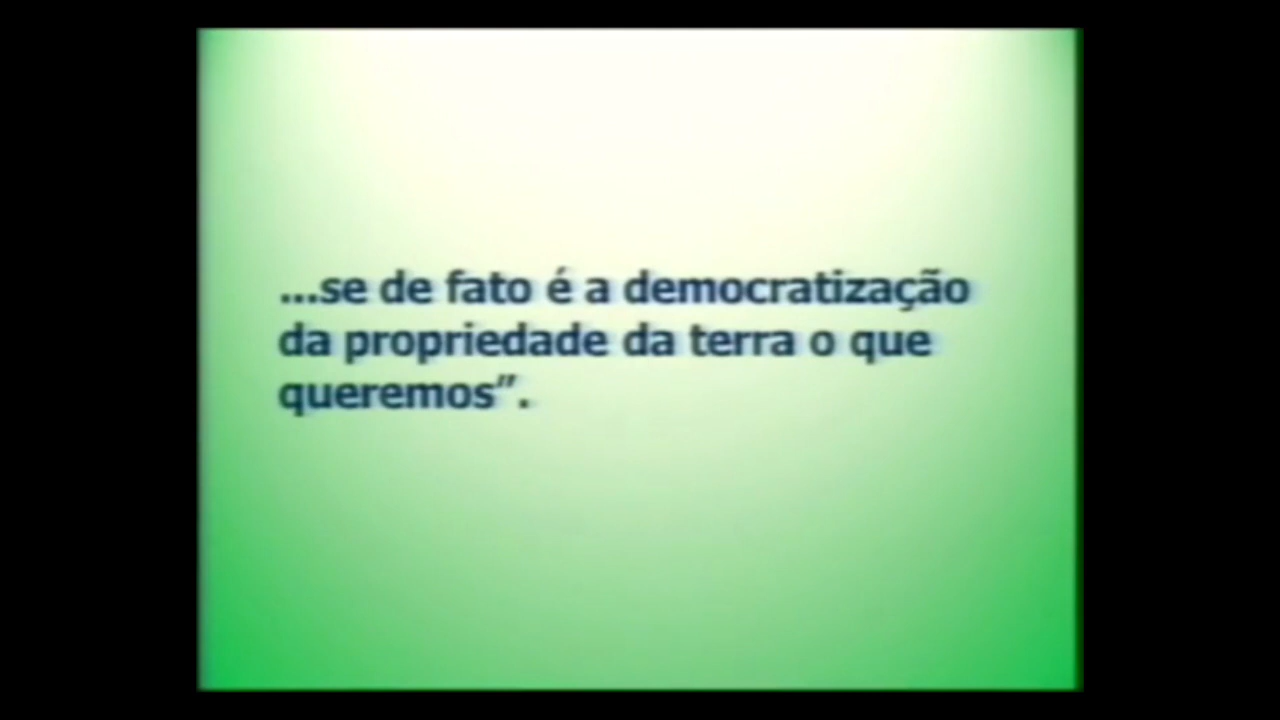 ...se de fato é a democratização
da propriedade da terra o que
queremos”.